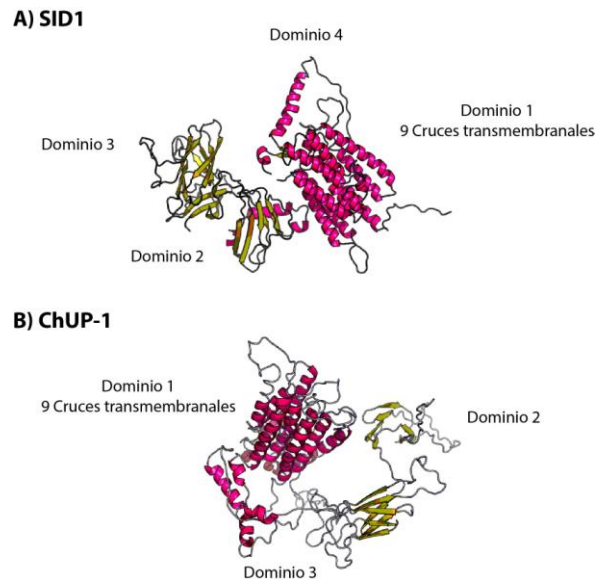 A) SID1
Dominio 4
Dominio 3
Dominio 1
9 Cruces transmembranales
Dominio 2
B) ChUP-1
Dominio 1
9 Cruces transmembranales
Dominio 2
Dominio 3